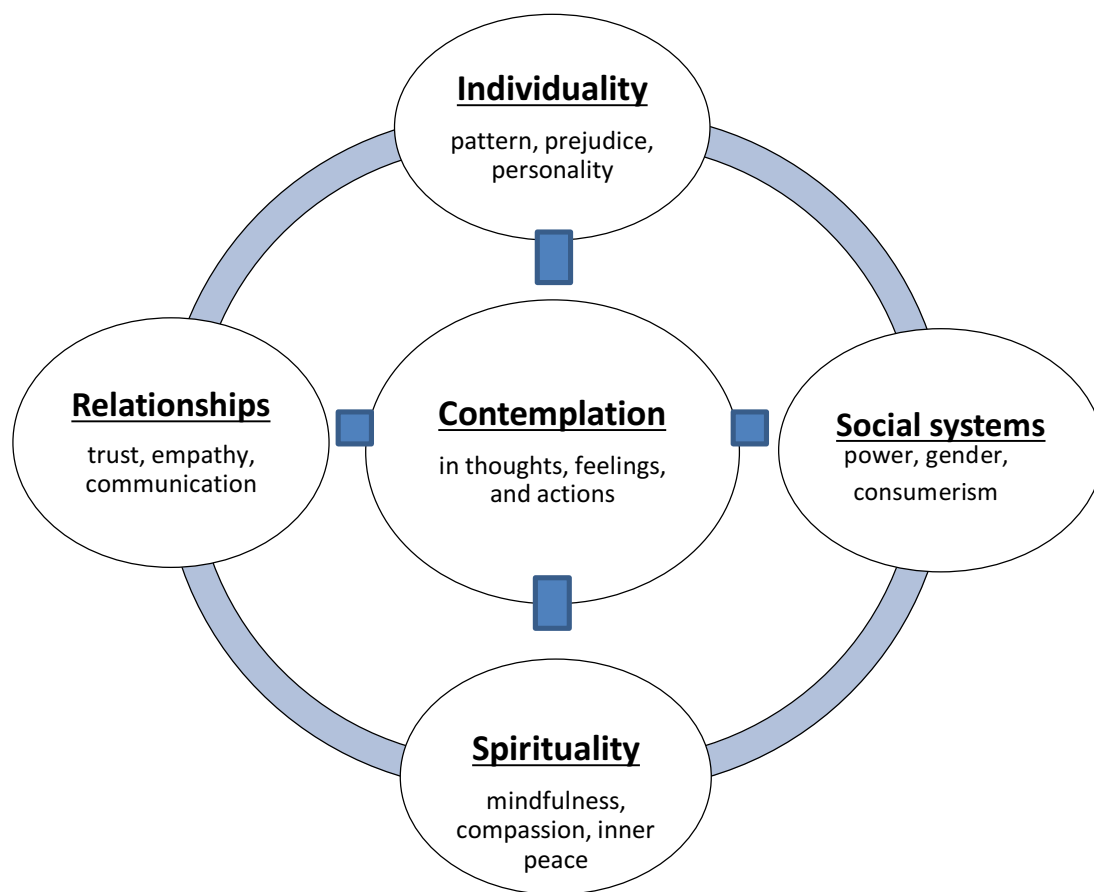 Individuality
pattern, prejudice,
personality
Relationships
trust, empathy,
communication
Contemplation
in thoughts, feelings,
and actions
Social systems
power, gender,
consumerism
Spirituality
mindfulness,
compassion, inner
peace